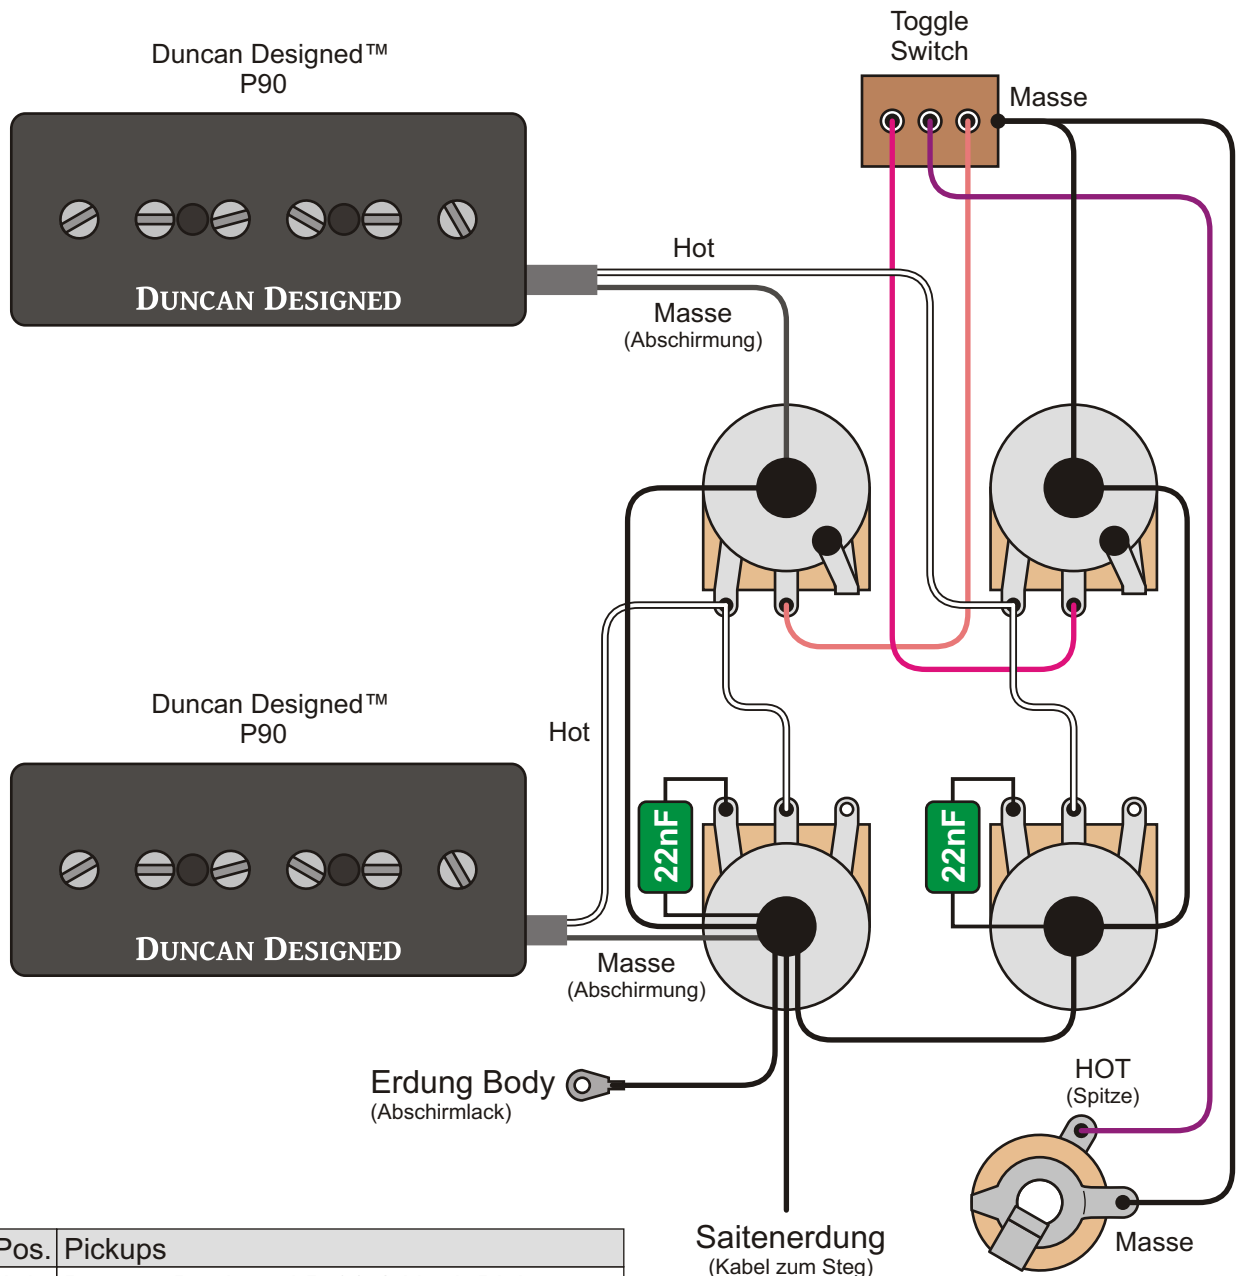 Toggle
Switch
Duncan Designed™
P90
Masse
Hot
DUNCAN DESIGNED
Masse
(Abschirmung)
Duncan Designed™
P90
Hot
22nF
22nF
DUNCAN DESIGNED
Masse
(Abschirmung)
Erdung Body
(Abschirmlack)
HOT
(Spitze)
Saitenerdung
(Kabel zum Steg)
Masse
Pos. Pickups